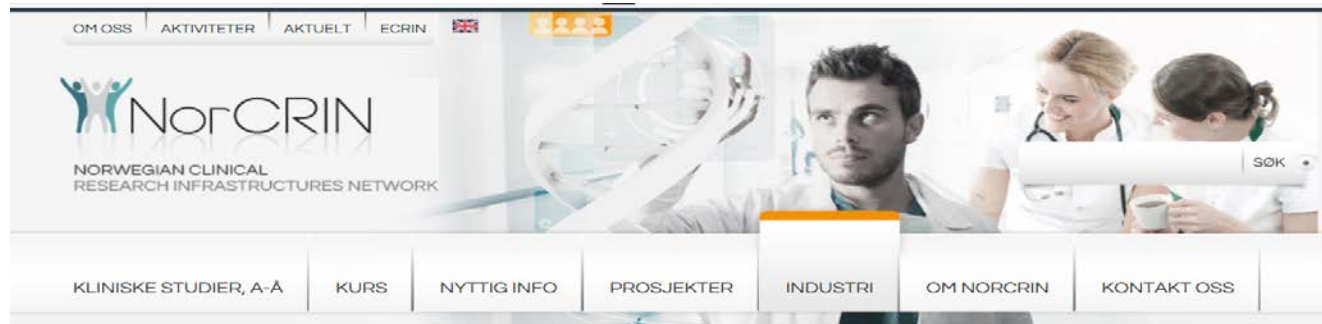 OM OSS AKTIVITETER AKTUELT ECRIN
NorCRIN
NORWEGIAN CLINICAL
RESEARCH INFRASTRUCTURES NETWORK
SØK
KLINISKE STUDIER, A-Å KURS NYTTIG INFO PROSJEKTER INDUSTRI OM NORCRIN KONTAKT OSS